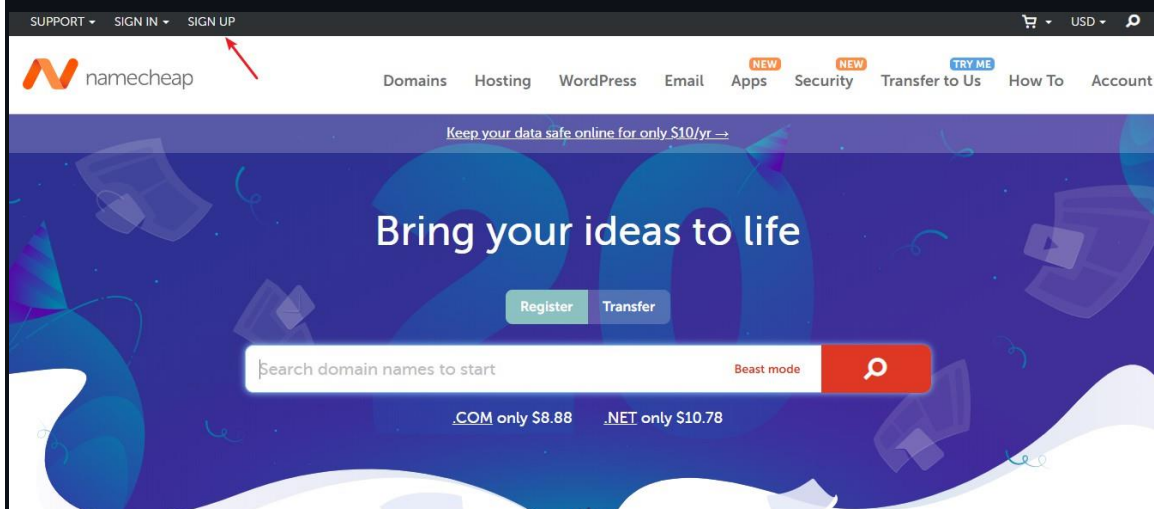 SUPPORT SIGN IN SIGN UP USD
NEW NEW TRY ME
namecheap Domains Hosting WordPress Email Apps Security Transfer to Us How To Account
Keep your data safe online for only $10/yr →
20
Bring your ideas to life
Register Transfer
Search domain names to start Beast mode
.COM only $8.88 .NET only $10.78